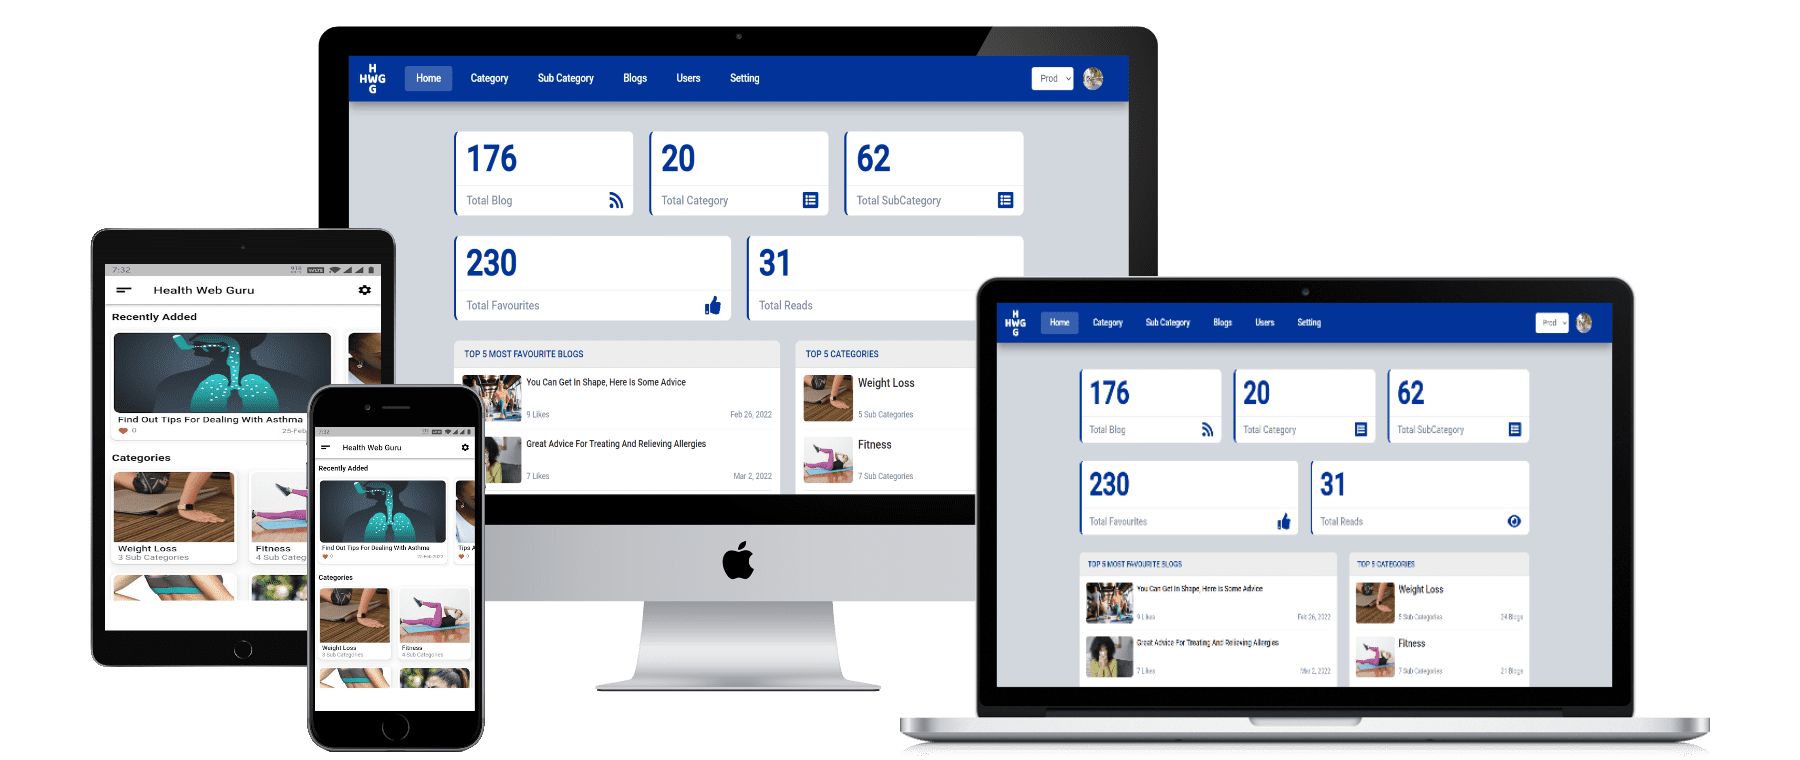 H
HWG
G
Home Category Sub Category Blogs Users Setting Prod
176 20 62
Total Blog Total Category Total SubCategory
230 31
Total Favourites Total Reads
TOP 5 MOST FAVOURITE BLOGS TOP 5 CATEGORIES
You Can Get In Shape, Here Is Some Advice Weight Loss
9 Likes Feb 26, 2022 5 Sub Categories
Great Advice For Treating And Relieving Allergies Fitness
7 Likes Mar 2, 2022 7 Sub Categories
7:32
Health Web Guru
Recently Added
Find Out Tips For Dealing With Asthma
0 25-Feb
Categories
Weight Loss Fitness
3 Sub Categories 4 Sub Categ
7:32
Health Web Guru
Recently Added
Find Out Tips For Dealing With Asthma Tips A
0 25-Feb-2022 0
Categories
Weight Loss Fitness
3 Sub Categories 4 Sub Categories
H
HWG
G
Home Category Sub Category Blogs Users Setting Prod
176 20 62
Total Blog Total Category Total SubCategory
230 31
Total Favourites Total Reads
TOP 5 MOST FAVOURITE BLOGS TOP 5 CATEGORIES
You Can Get In Shape, Here Is Some Advice Weight Loss
9 Likes Feb 26, 2022 5 Sub Categories 24 Blogs
Great Advice For Treating And Relieving Allergies Fitness
7 Likes Mar 2, 2022 7 Sub Categories 21 Blogs